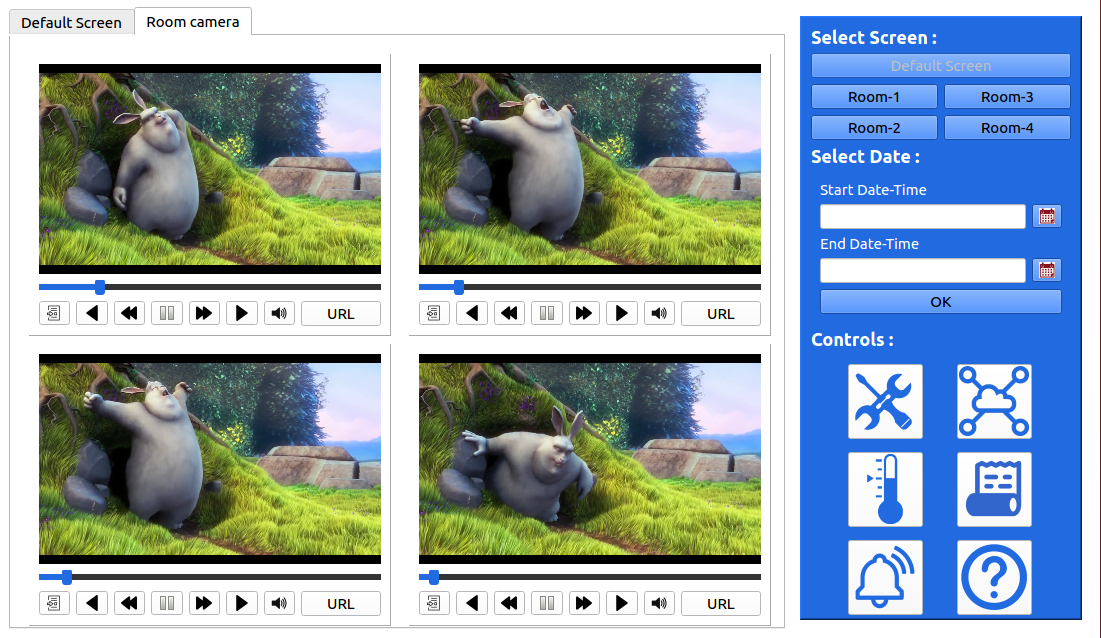 Default Screen
Room camera
URL
URL
URL
URL
Select Screen :
Default Screen
Room-1
Room-3
Room-2
Room-4
Select Date :
Start Date-Time
End Date-Time
OK
Controls :
?